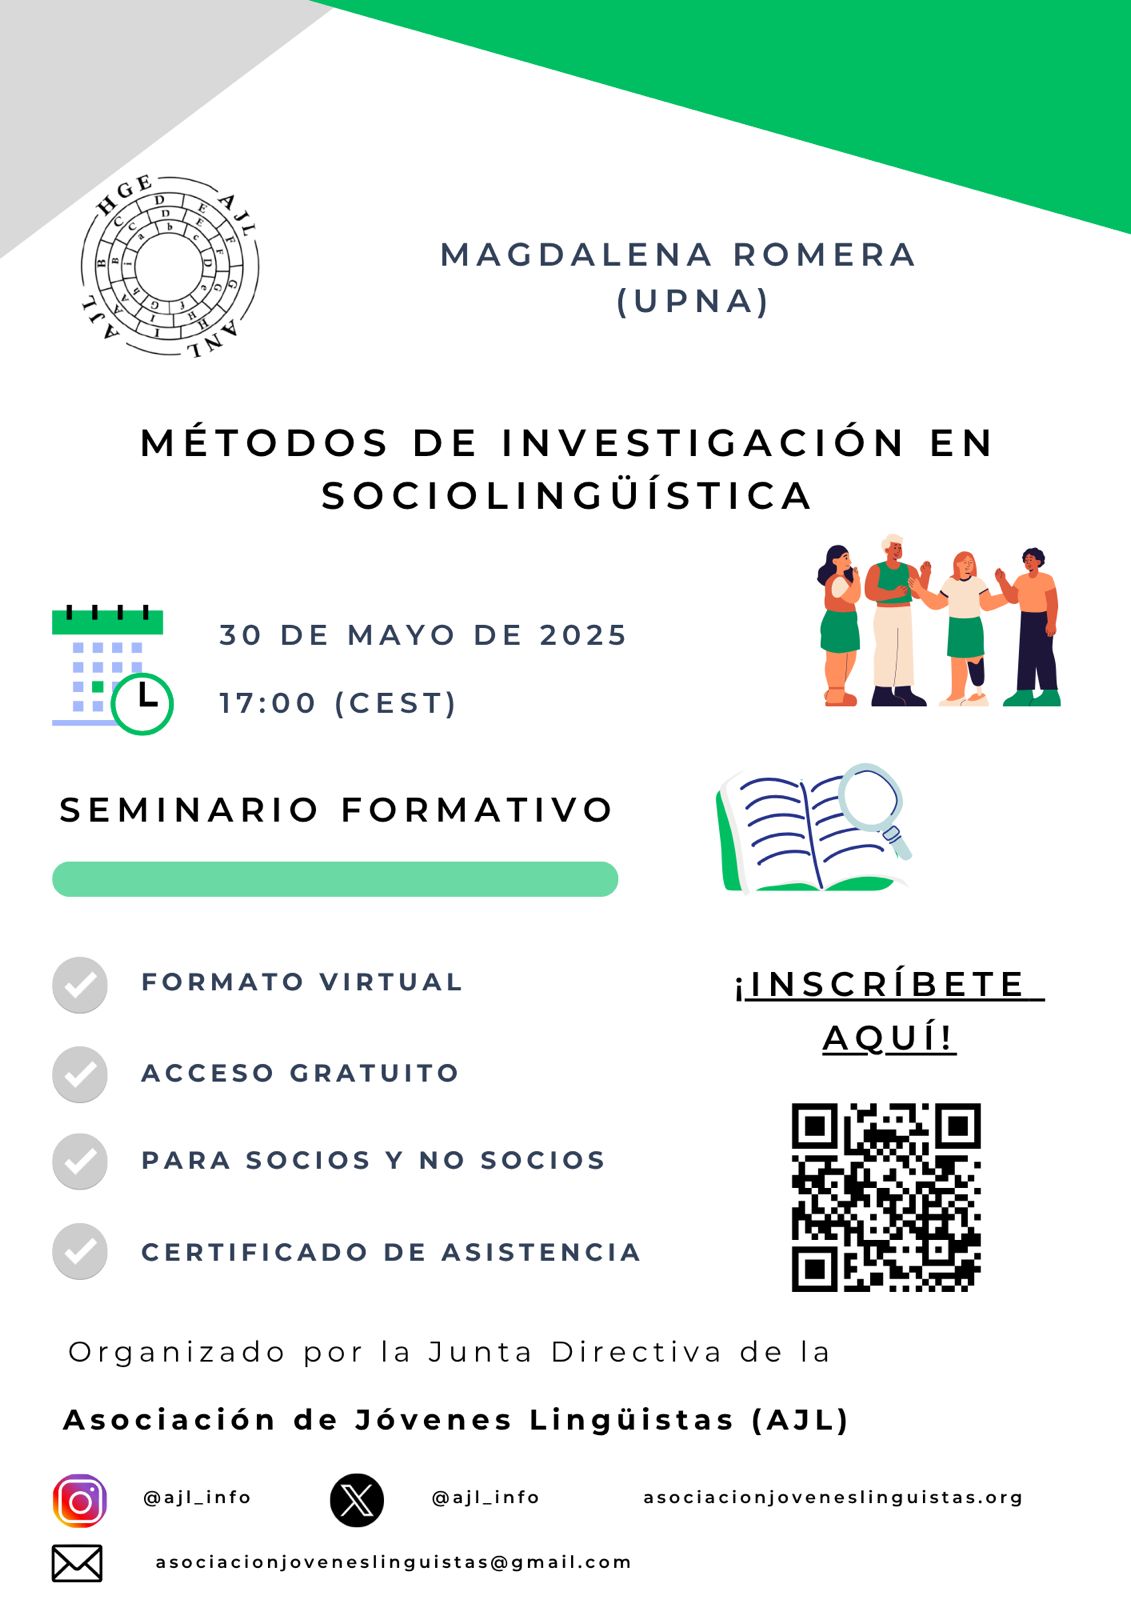 HGE
AJL
ANL
AJL
MAGDALENA ROMERA
(UPNA)
MÉTODOS DE INVESTIGACIÓN EN
SOCIOLINGÜÍSTICA
30 DE MAYO DE 2025
17:00 (CEST)
SEMINARIO FORMATIVO
FORMATO VIRTUAL
ACCESO GRATUITO
PARA SOCIOS Y NO SOCIOS
CERTIFICADO DE ASISTENCIA
¡INSCRÍBETE
AQUÍ!
Organizado por la Junta Directiva de la
Asociación de Jóvenes Lingüistas (AJL)
@ajl_info @ajl_info asociacionjoveneslinguistas.org
asociacionjoveneslinguistas@gmail.com